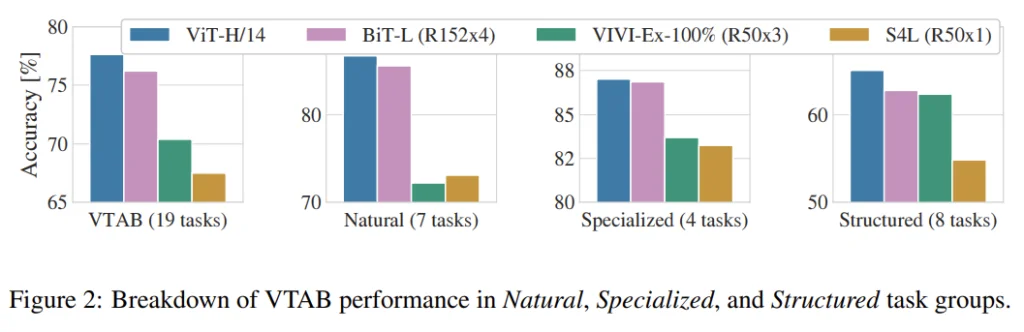 ViT-H/14 BiT-L (R152x4) VIVI-Ex-100% (R50x3) S4L (R50x1)
Accuracy [%]
80
75
70
65
VTAB (19 tasks)
80
70
Natural (7 tasks)
88
85
82
80
Specialized (4 tasks)
60
50
Structured (8 tasks)
Figure 2: Breakdown of VTAB performance in Natural, Specialized, and Structured task groups.